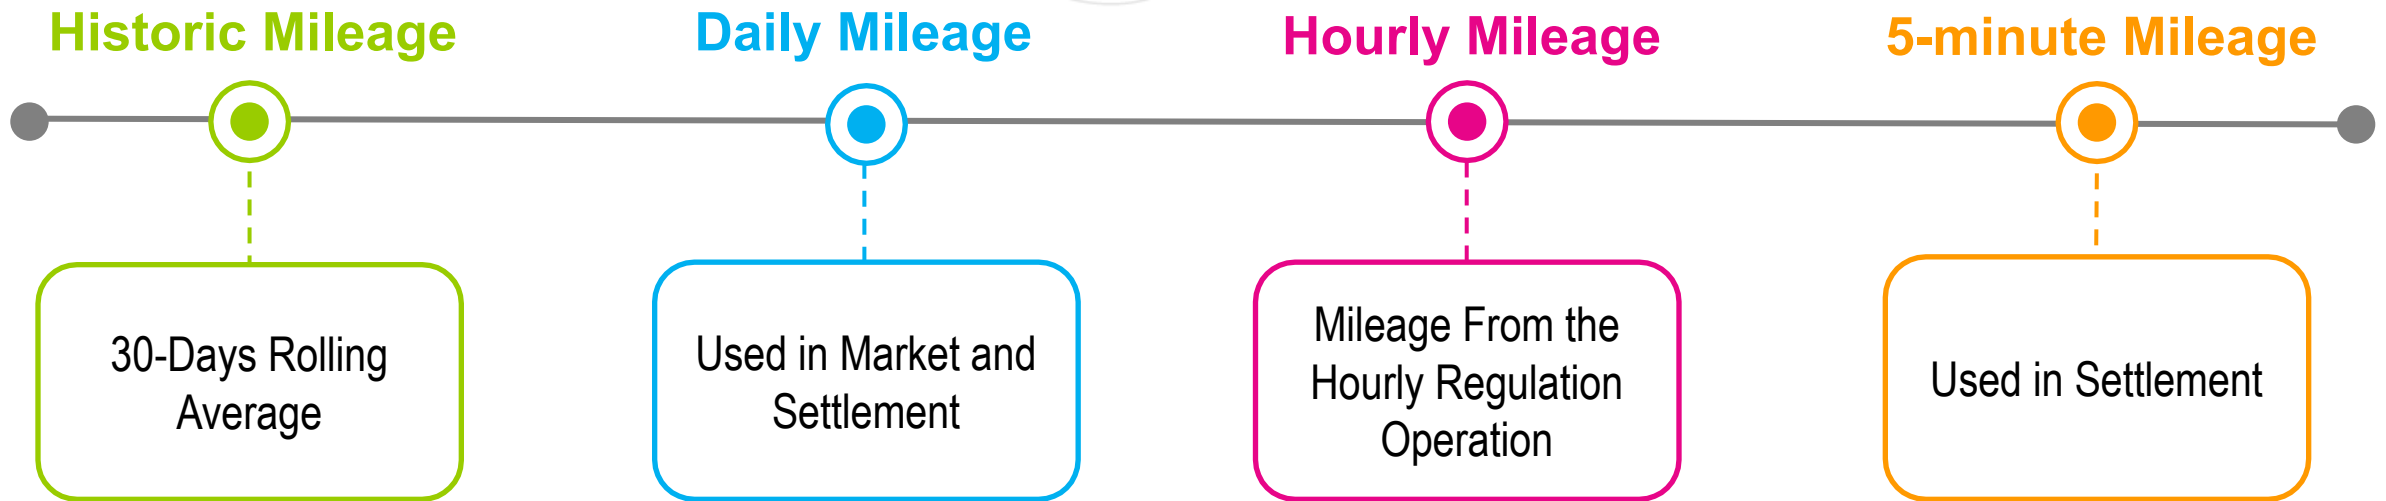 Historic Mileage
Daily Mileage
Hourly Mileage
5-minute Mileage
30-Days Rolling
Average
Used in Market and
Settlement
Mileage From the
Hourly Regulation
Operation
Used in Settlement